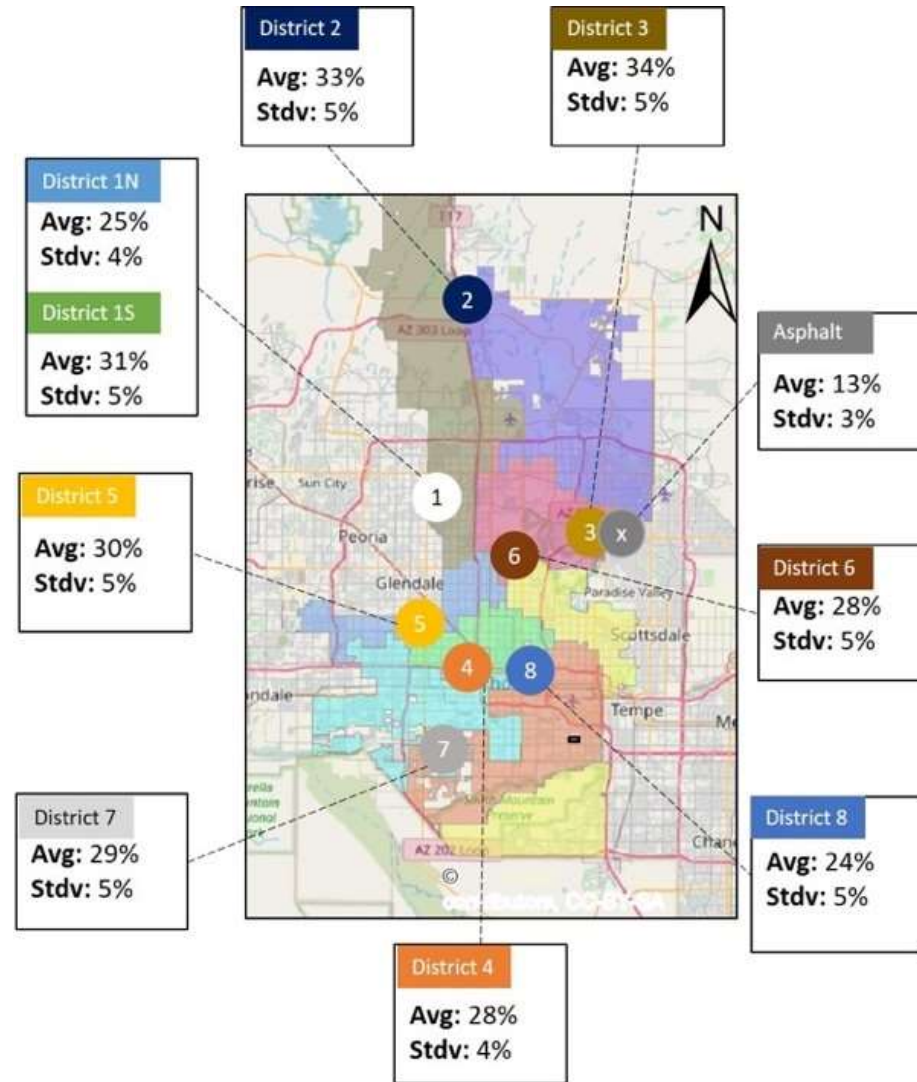 District 2
Avg: 33%
Stdv: 5%
District 3
Avg: 34%
Stdv: 5%
District 1N
Avg: 25%
Stdv: 4%
District 1S
Avg: 31%
Stdv: 5%
N
2
AZ 303 Loop
Asphalt
Avg: 13%
Stdv: 3%
Sun City
1
AZ
3
x
Peoria
6
District 5
Avg: 30%
Stdv: 5%
Glendale
Paradise Valley
District 6
Avg: 28%
Stdv: 5%
5
Scottsdale
4
8
ndale
Tempe
7
District 7
Avg: 29%
Stdv: 5%
AZ 202 Loop
©
District 8
Avg: 24%
Stdv: 5%
District 4
Avg: 28%
Stdv: 4%